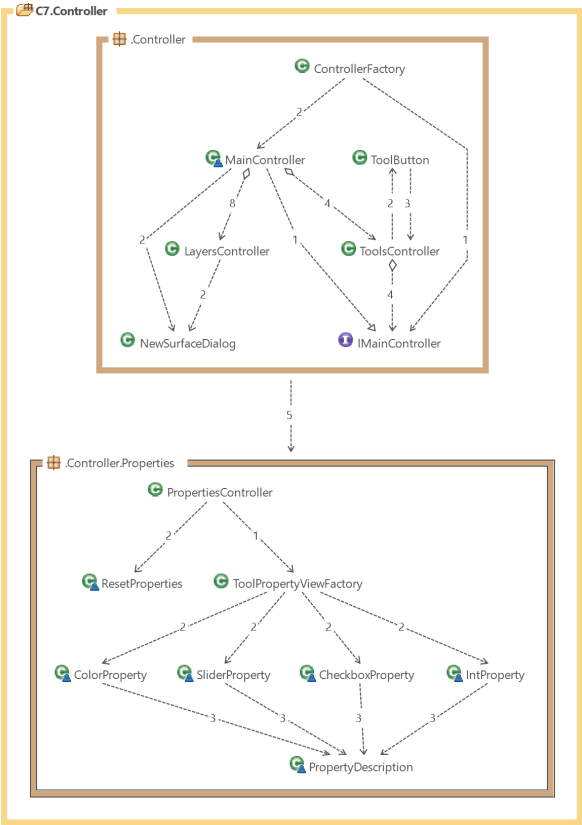 C7.Controller
.Controller
ControllerFactory
2
MainController
ToolButton
8
4
2
3
2
1
1
LayersController
ToolsController
2
4
NewSurfaceDialog
IMainController
5
.Controller.Properties
PropertiesController
2
1
ResetProperties
ToolPropertyViewFactory
2
2
2
2
ColorProperty
SliderProperty
CheckboxProperty
IntProperty
3
3
3
3
PropertyDescription